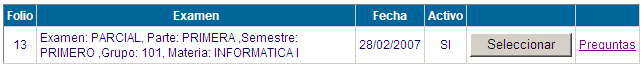 Folio Examen Fecha Activo
13 Examen: PARCIAL, Parte: PRIMERA ,Semestre: 28/02/2007 SI Seleccionar Preguntas
PRIMERO ,Grupo: 101, Materia: INFORMATICA I